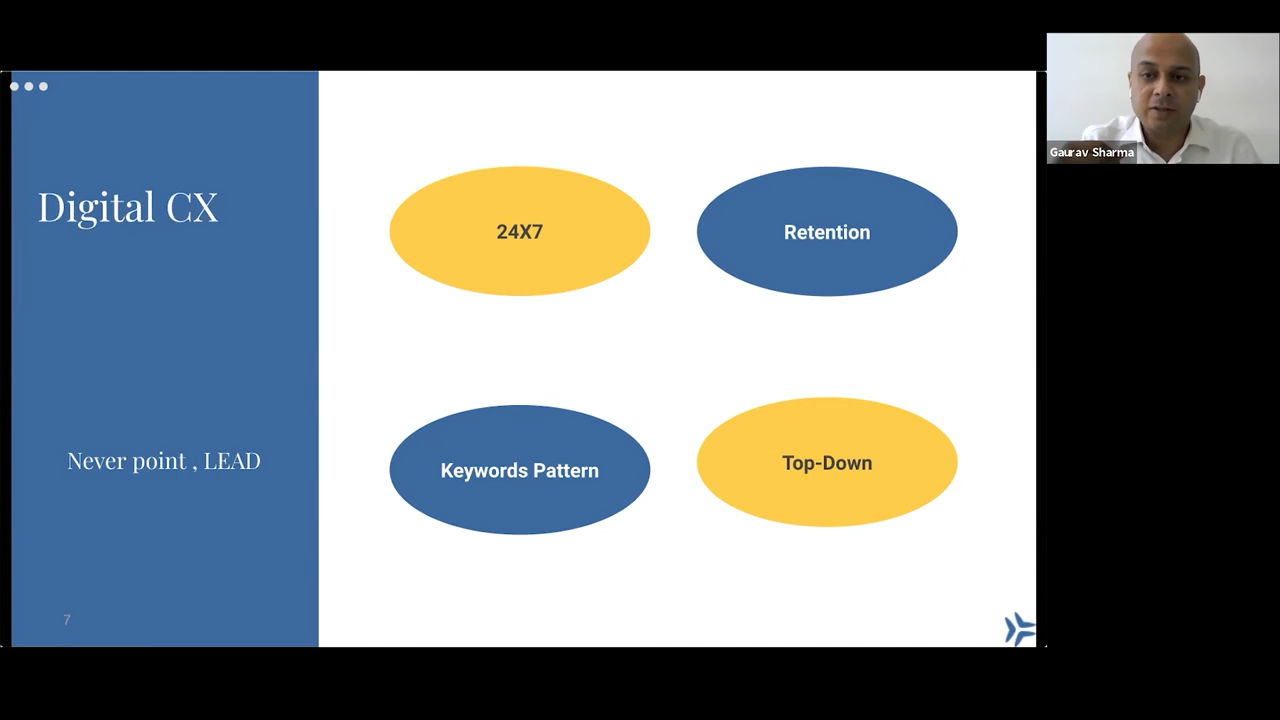 Digital CX
Never point , LEAD
7
24X7
Retention
Keywords Pattern
Top-Down
Gaurav Sharma